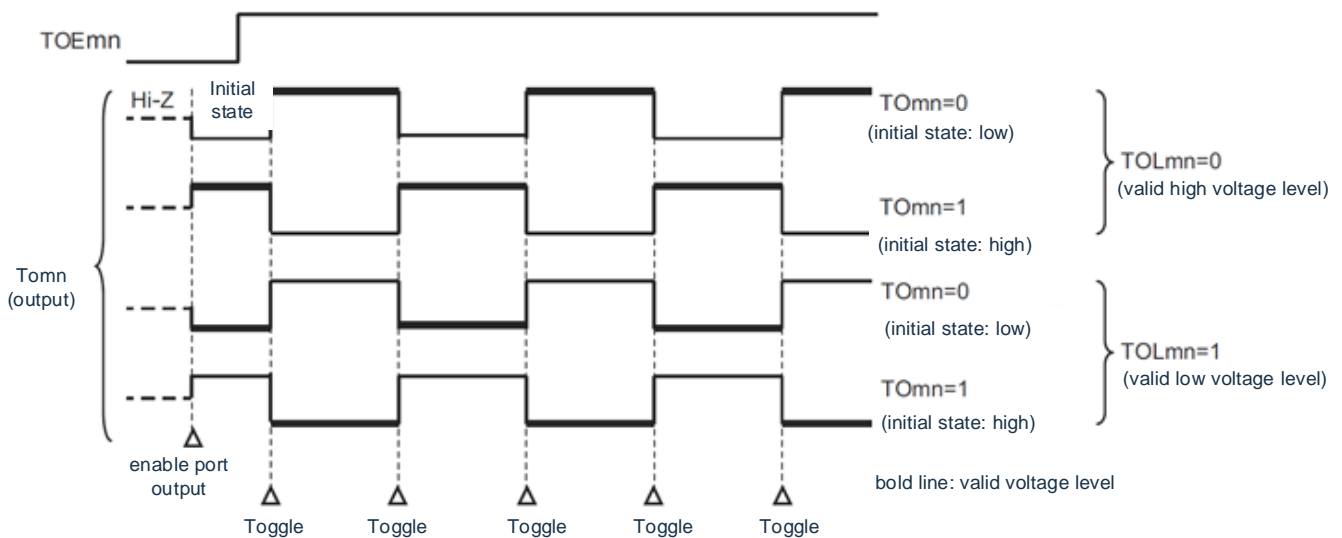 TOEmn
Hi-Z
Initial
state
TOmn=0
(initial state: low)
TOLmn=0
(valid high voltage level)
TOmn=1
(initial state: high)
Tomn
(output)
TOmn=0
(initial state: low)
TOLmn=1
(valid low voltage level)
TOmn=1
(initial state: high)
enable port
output
bold line: valid voltage level
Toggle
Toggle
Toggle
Toggle
Toggle